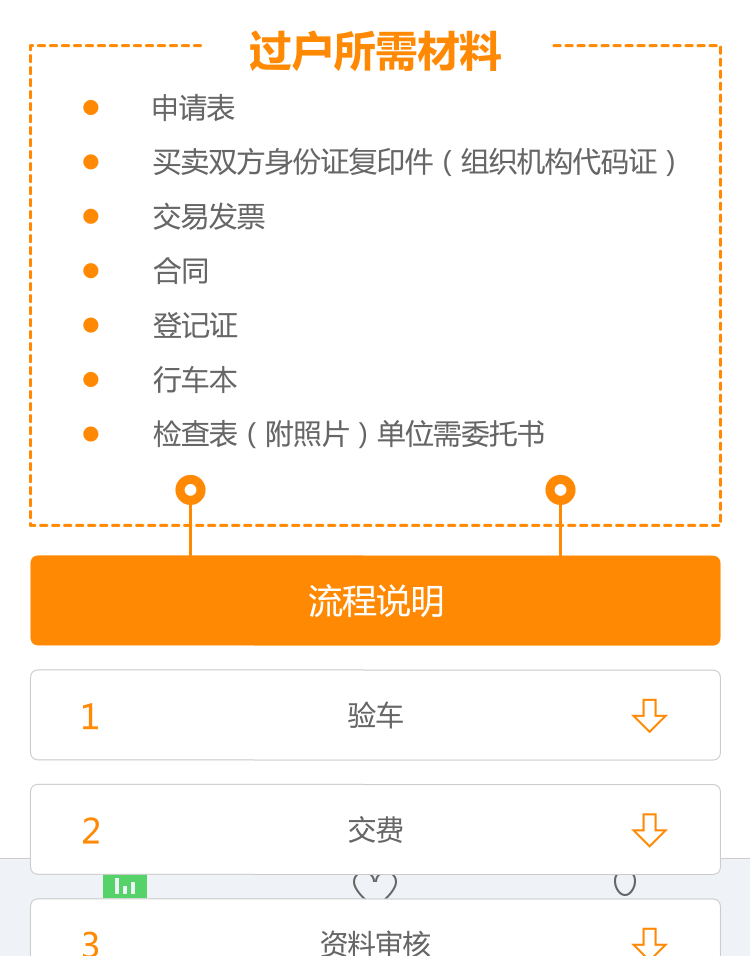 过户所需材料
申请表
买卖双方身份证复印件（组织机构代码证）
交易发票
合同
登记证
行车本
检查表（附照片）单位需委托书
流程说明
1 验车
2 交费
3 资料审核